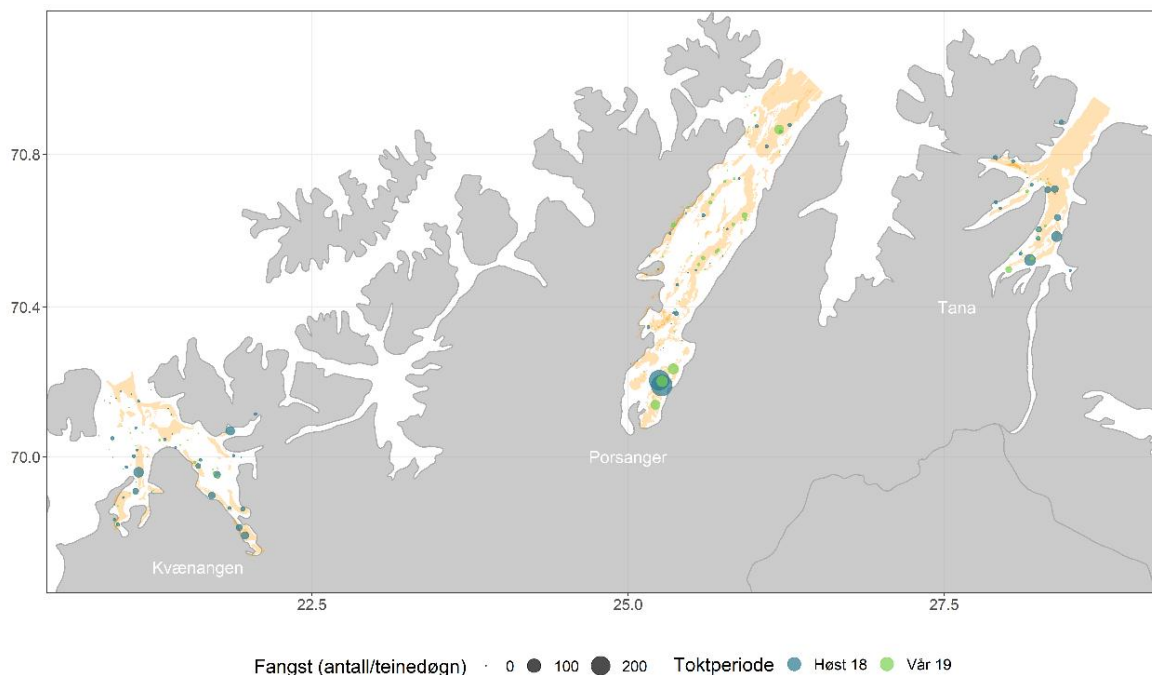 70.8
70.4
70.0
Tana
Porsanger
Kvænangen
22.5 25.0 27.5
Fangst (antall/teinedøgn) 0 100 200 Toktperiode Høst 18 Vår 19